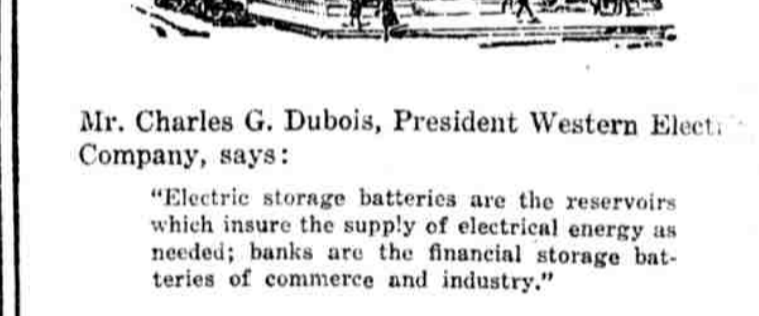 Mr. Charles G. Dubois, President Western
Company, says:
“Electric storage batteries are the reservoirs
which insure the supply of electrical energy as
needed; banks are the financial storage bat-
teries of commerce and industry.”